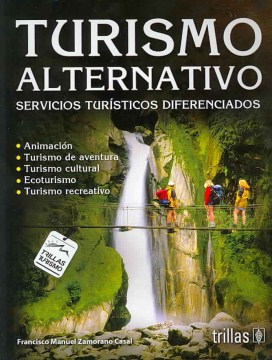 TURISMO
ALTERNATIVO
SERVICIOS TURÍSTICOS DIFERENCIADOS
• Animación
• Turismo de aventura
• Turismo cultural
• Ecoturismo
• Turismo recreativo
TRILLAS
TURISMO
Francisco Manuel Zamorano Casal
trillas